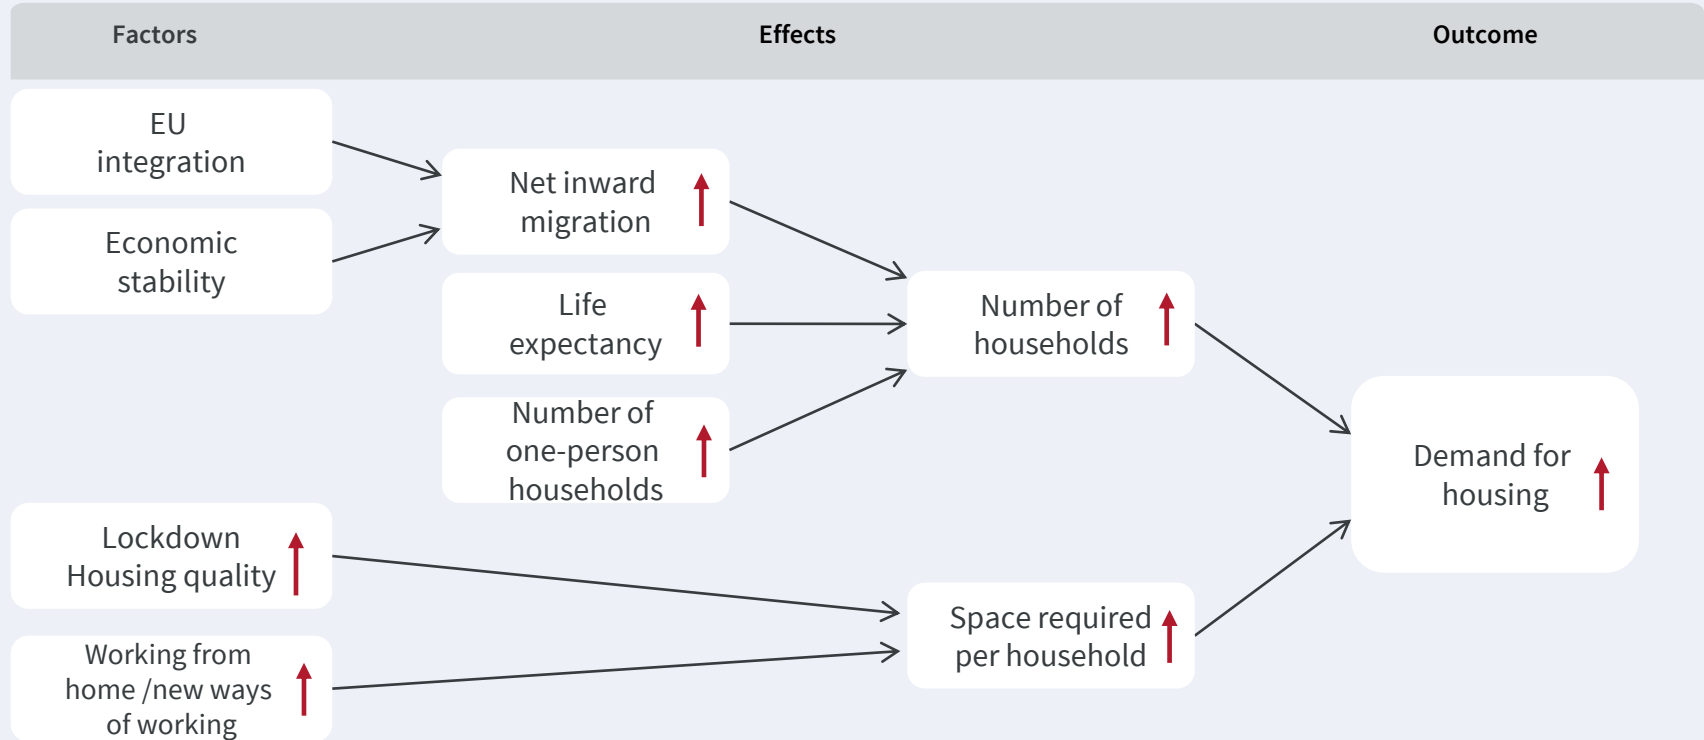 Factors
Effects
Outcome
EU
integration
Economic
stability
Net inward
migration
Life
expectancy
Number of
one-person
households
Number of
households
Lockdown
Housing quality
Working from
home /new ways
of working
Space required
per household
Demand for
housing